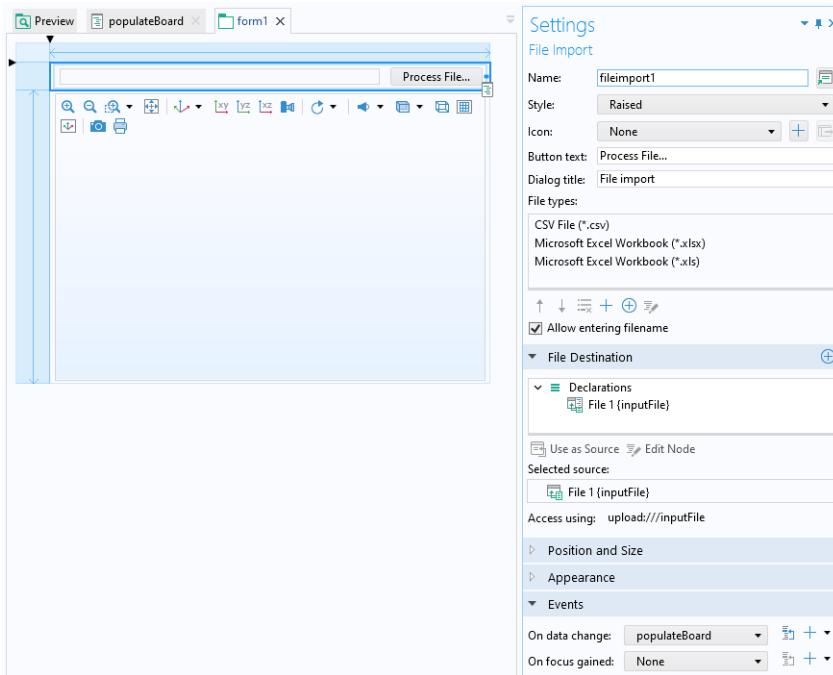 Preview
populateBoard
form1
Process File...
xy
yz
xz
Settings
File Import
Name: fileimport1
Style: Raised
Icon: None
Button text: Process File...
Dialog title: File import
File types:
CSV File (*.csv)
Microsoft Excel Workbook (*.xlsx)
Microsoft Excel Workbook (*.xls)
Allow entering filename
File Destination
Declarations
File 1 {inputFile}
Use as Source Edit Node
Selected source:
File 1 {inputFile}
Access using: upload:///inputFile
Position and Size
Appearance
Events
On data change: populateBoard
On focus gained: None